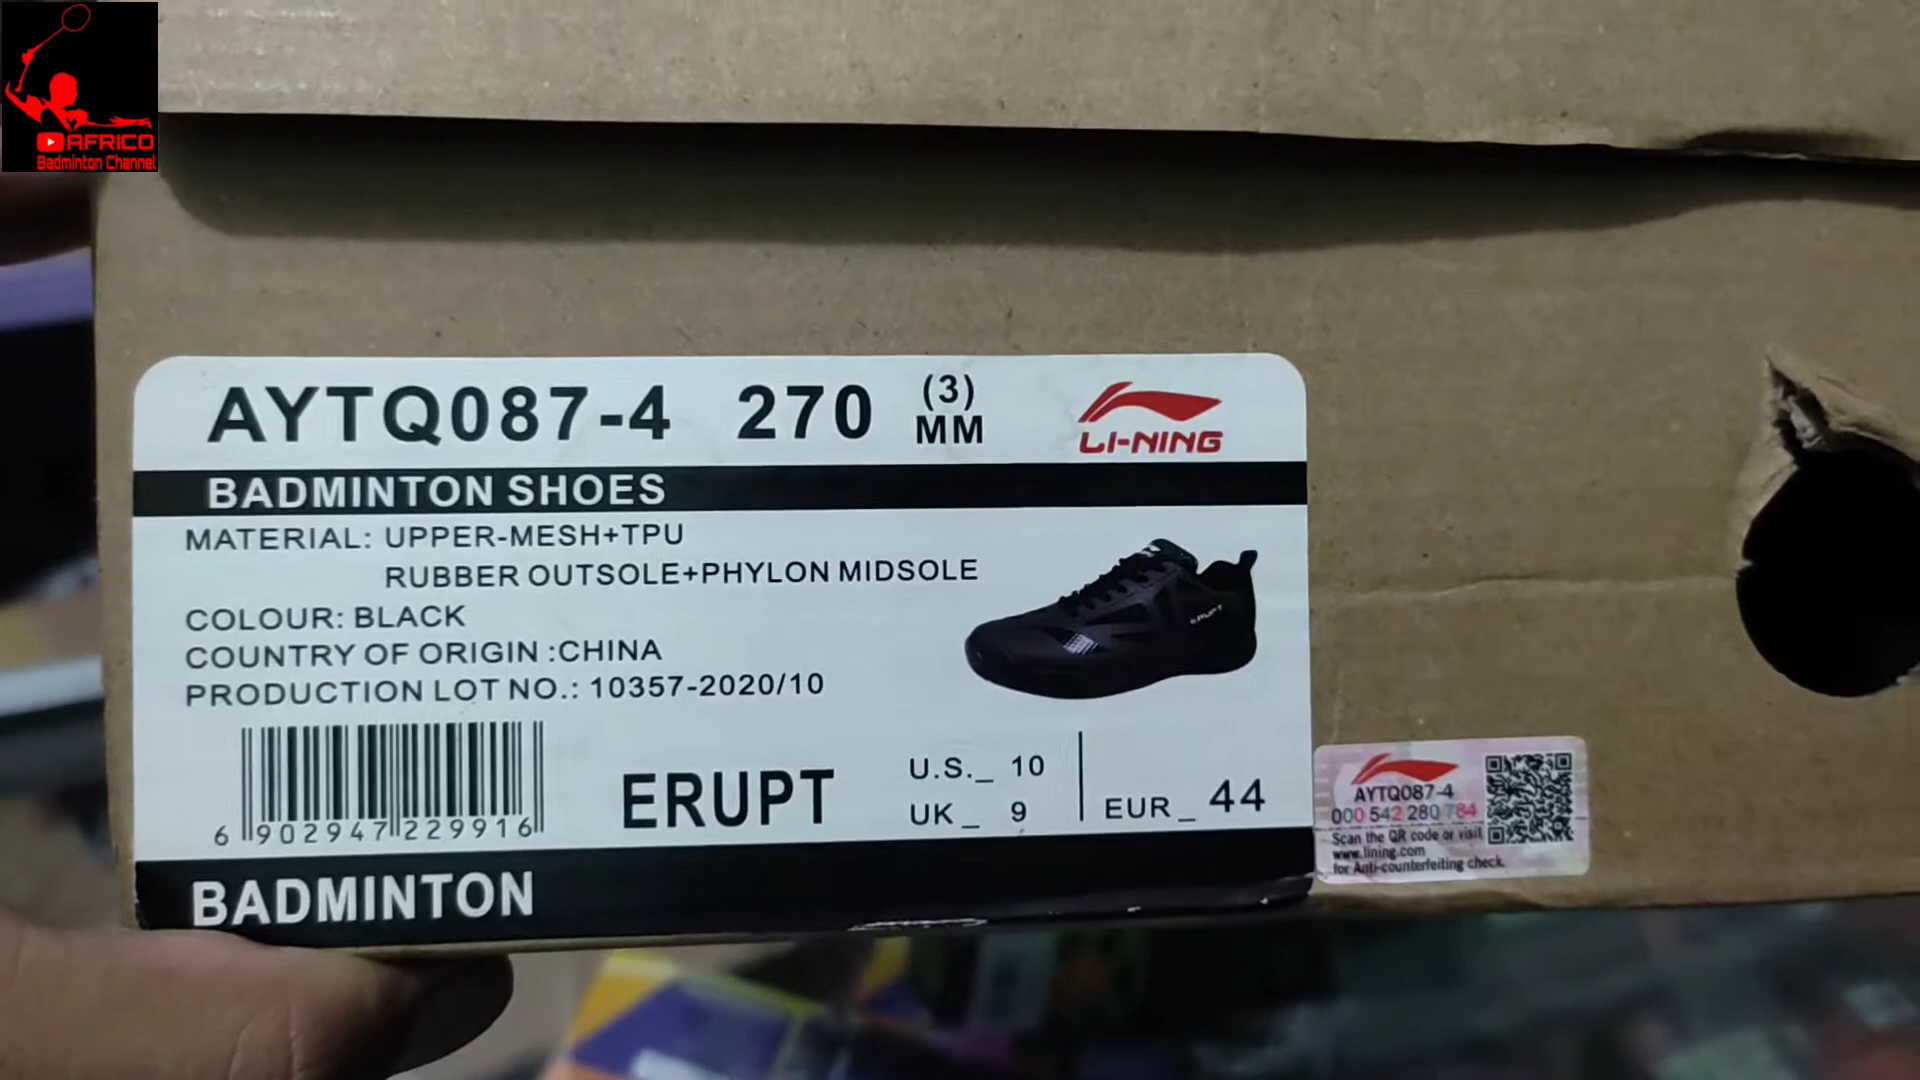 AFRICO
Badminton Channel
AYTQ087-4 270 (3) MM
LI-NING
BADMINTON SHOES
MATERIAL: UPPER-MESH+TPU
RUBBER OUTSOLE+PHYLON MIDSOLE
COLOUR: BLACK
COUNTRY OF ORIGIN :CHINA
PRODUCTION LOT NO.: 10357-2020/10
ERUPT
6 902947 229916
ERUPT
U.S._ 10
UK_ 9
EUR_ 44
BADMINTON
AYTQ087-4
000 542 280 784
Scan the QR code or visit
www.lining.com
for Anti-counterfeiting check.